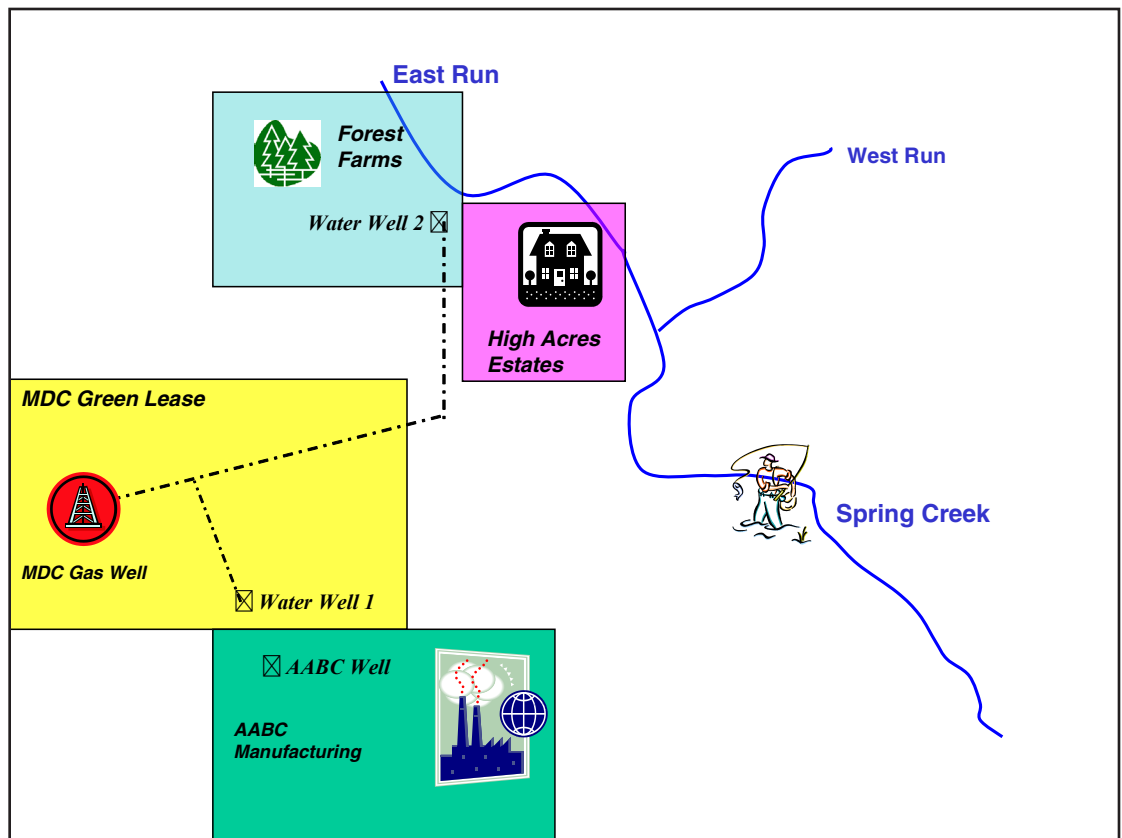 East Run
Forest
Farms
West Run
Water Well 2
High Acres
Estates
MDC Green Lease
Spring Creek
MDC Gas Well
Water Well 1
AABC Well
AABC
Manufacturing